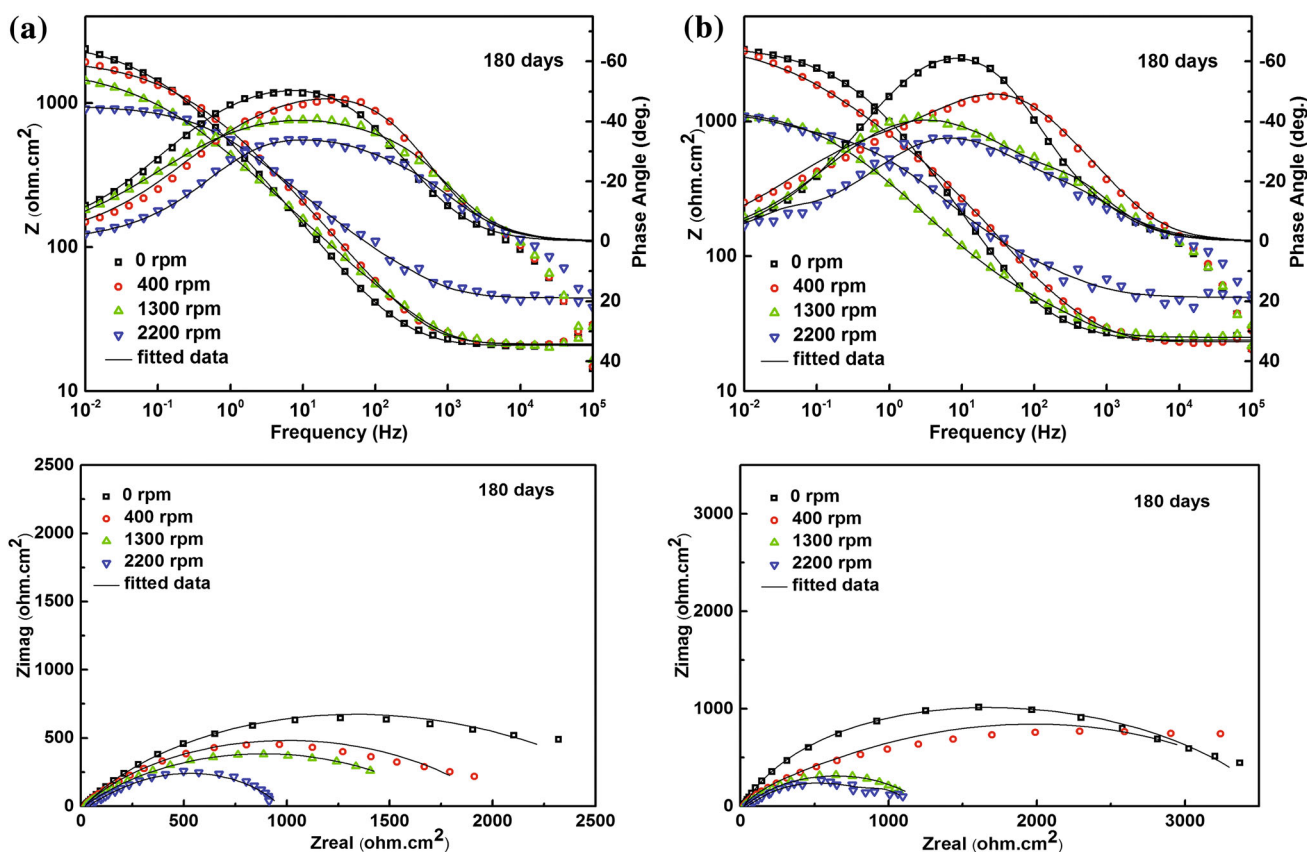 (a)
180 days
Z (ohm.cm²)
1000
100
10
-60
-40
-20
0
20
40
Phase Angle (deg.)
0 rpm
400 rpm
1300 rpm
2200 rpm
fitted data
10⁻² 10⁻¹ 10⁰ 10¹ 10² 10³ 10⁴ 10⁵
Frequency (Hz)
(b)
180 days
Z (ohm.cm²)
1000
100
10
-60
-40
-20
0
20
40
Phase Angle (deg.)
0 rpm
400 rpm
1300 rpm
2200 rpm
fitted data
10⁻² 10⁻¹ 10⁰ 10¹ 10² 10³ 10⁴ 10⁵
Frequency (Hz)
180 days
Zimag (ohm.cm²)
2500
2000
1750
1500
1000
500
0
0 rpm
400 rpm
1300 rpm
2200 rpm
fitted data
0 500 1000 1500 2000 2500
Zreal (ohm.cm²)
180 days
Zimag (ohm.cm²)
3000
2000
1000
0
0 rpm
400 rpm
1300 rpm
2200 rpm
fitted data
0 1000 2000 3000
Zreal (ohm.cm²)